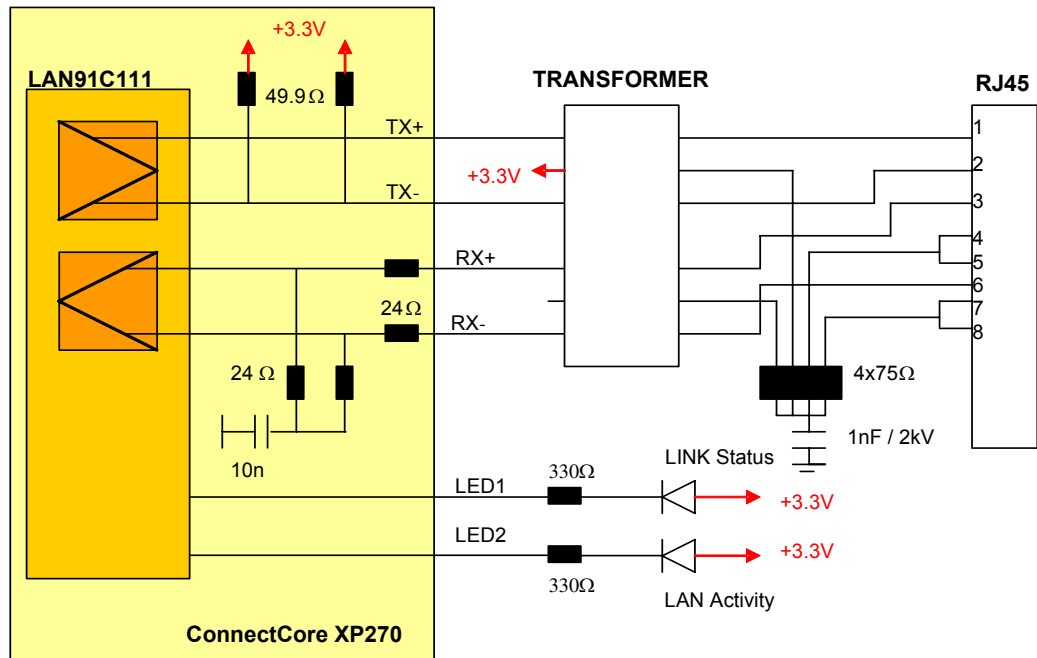 +3.3V
LAN91C111
TRANSFORMER
RJ45
49.9Ω
TX+
1
2
+3.3V
TX-
3
4
RX+
5
6
24Ω
7
RX-
8
24 Ω
4x75Ω
10n
1nF / 2kV
330Ω
LINK Status
LED1
+3.3V
LED2
+3.3V
330Ω
LAN Activity
ConnectCore XP270